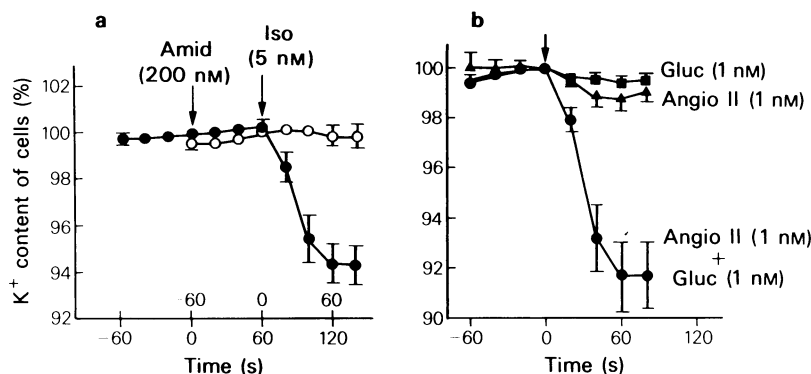 a
Amid
(200 nM)
Iso
(5 nM)
K+ content of cells (%)
102
100
98
96
94
92
-60 0 60
-60 0 60 120
Time (s)
b
100
98
96
94
92
90
Gluc (1 nM)
Angio II (1 nM)
Angio II (1 nM)
+
Gluc (1 nM)
-60 0 60 120
Time (s)